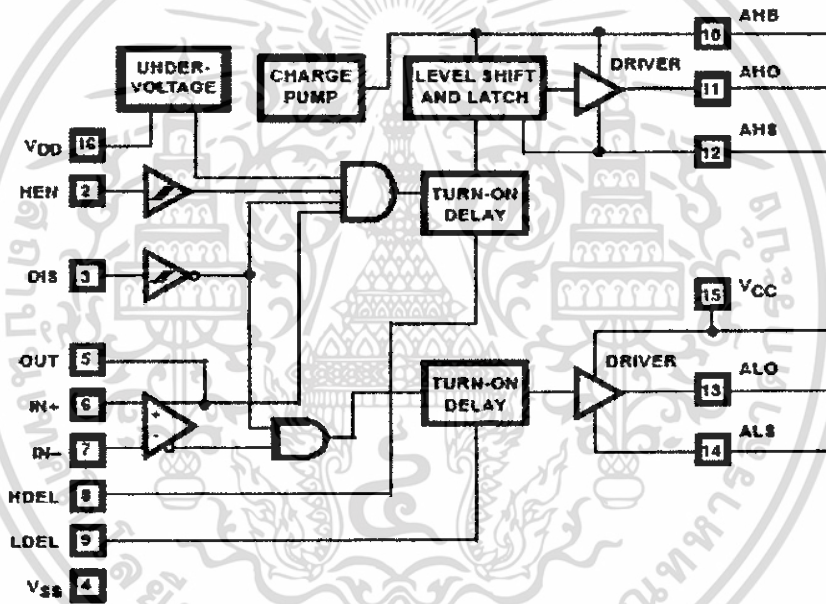 AHB
10
UNDER-
VOLTAGE
CHARGE
PUMP
LEVEL SHIFT
AND LATCH
DRIVER
AHO
11
AHS
12
VDD 16
HEN 2
TURN-ON
DELAY
DIS 3
VCC
15
OUT 5
DRIVER
TURN-ON
DELAY
ALO
13
IN+ 6
+
-
IN- 7
ALS
14
HDEL 8
LDEL 9
VSS 4